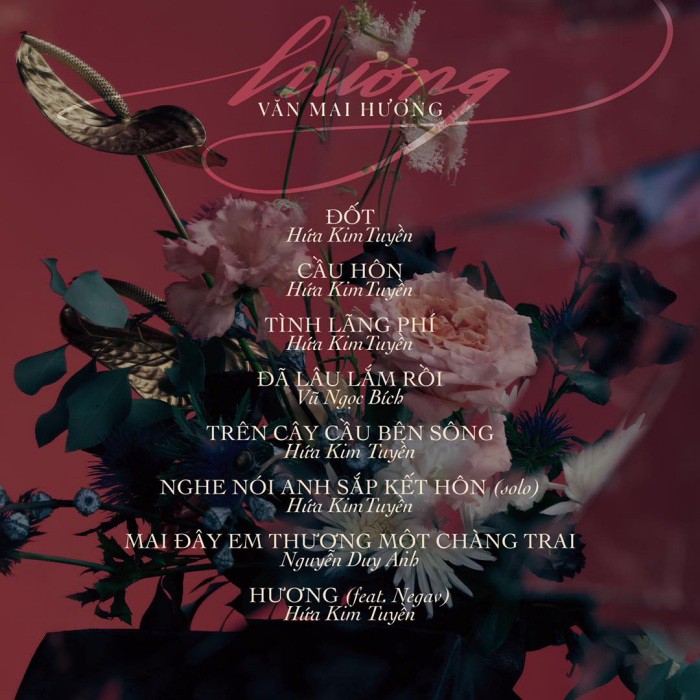 hương
VĂN MAI HƯƠNG
ĐỐT
Hứa Kim Tuyền
CẦU HÔN
Hứa Kim Tuyền
TÌNH LÃNG PHÍ
Hứa Kim Tuyền
ĐÃ LÂU LẮM RỒI
Vũ Ngọc Bích
TRÊN CÂY CẦU BÊN SÔNG
Hứa Kim Tuyền
NGHE NÓI ANH SẮP KẾT HÔN (solo)
Hứa Kim Tuyền
MAI ĐÂY EM THƯƠNG MỘT CHÀNG TRAI
Nguyễn Duy Anh
HƯƠNG (feat. Negav)
Hứa Kim Tuyền